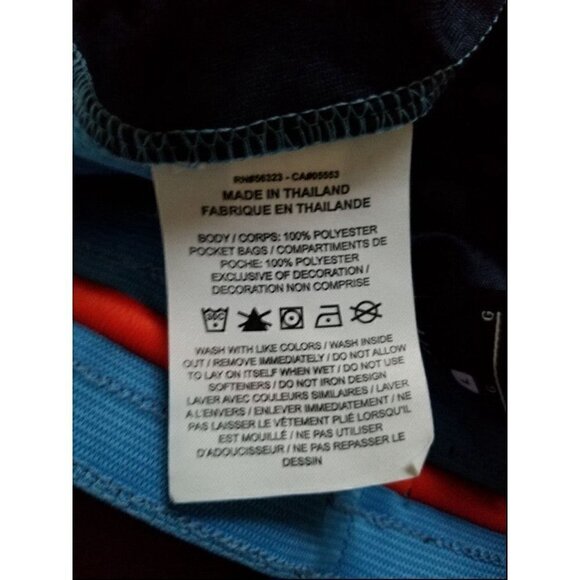 RN#56323 - CA#05553
MADE IN THAILAND
FABRIQUE EN THAILANDE
BODY / CORPS: 100% POLYESTER
POCKET BAGS / COMPARTIMENTS DE
POCHE: 100% POLYESTER
EXCLUSIVE OF DECORATION /
DECORATION NON COMPRISE
30C
WASH WITH LIKE COLORS / WASH INSIDE
OUT / REMOVE IMMEDIATELY / DO NOT ALLOW
TO LAY ON ITSELF WHEN WET / DO NOT USE
SOFTENERS / DO NOT IRON DESIGN
LAVER AVEC COULEURS SIMILAIRES / LAVER
A L'ENVERS / ENLEVER IMMEDIATEMENT / NE
PAS LAISSER LE VÊTEMENT PLIÉ LORSQU'IL
EST MOUILLÉ / NE PAS UTILISER
D'ADOUCISSEUR / NE PAS REPASSER LE
DESSIN